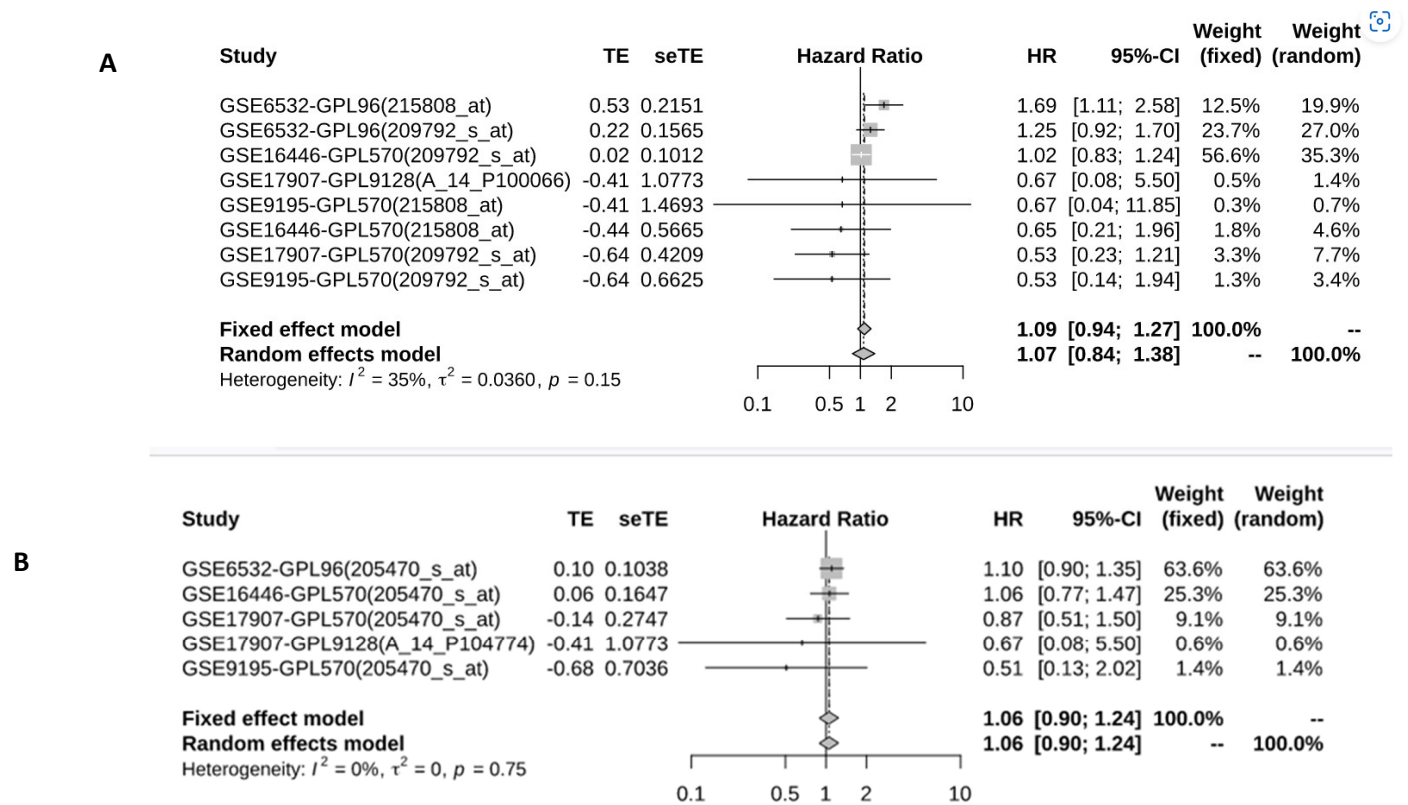 Weight Weight
A Study TE seTE Hazard Ratio HR 95%-CI (fixed) (random)
GSE6532-GPL96(215808_at) 0.53 0.2151 1.69 [1.11; 2.58] 12.5% 19.9%
GSE6532-GPL96(209792_s_at) 0.22 0.1565 1.25 [0.92; 1.70] 23.7% 27.0%
GSE16446-GPL570(209792_s_at) 0.02 0.1012 1.02 [0.83; 1.24] 56.6% 35.3%
GSE17907-GPL9128(A_14_P100066) -0.41 1.0773 0.67 [0.08; 5.50] 0.5% 1.4%
GSE9195-GPL570(215808_at) -0.41 1.4693 0.67 [0.04; 11.85] 0.3% 0.7%
GSE16446-GPL570(215808_at) -0.44 0.5665 0.65 [0.21; 1.96] 1.8% 4.6%
GSE17907-GPL570(209792_s_at) -0.64 0.4209 0.53 [0.23; 1.21] 3.3% 7.7%
GSE9195-GPL570(209792_s_at) -0.64 0.6625 0.53 [0.14; 1.94] 1.3% 3.4%
Fixed effect model 1.09 [0.94; 1.27] 100.0% --
Random effects model 1.07 [0.84; 1.38] -- 100.0%
Heterogeneity: I² = 35%, τ² = 0.0360, p = 0.15
0.1 0.5 1 2 10
Weight Weight
Study TE seTE Hazard Ratio HR 95%-CI (fixed) (random)
B
GSE6532-GPL96(205470_s_at) 0.10 0.1038 1.10 [0.90; 1.35] 63.6% 63.6%
GSE16446-GPL570(205470_s_at) 0.06 0.1647 1.06 [0.77; 1.47] 25.3% 25.3%
GSE17907-GPL570(205470_s_at) -0.14 0.2747 0.87 [0.51; 1.50] 9.1% 9.1%
GSE17907-GPL9128(A_14_P104774) -0.41 1.0773 0.67 [0.08; 5.50] 0.6% 0.6%
GSE9195-GPL570(205470_s_at) -0.68 0.7036 0.51 [0.13; 2.02] 1.4% 1.4%
Fixed effect model 1.06 [0.90; 1.24] 100.0% --
Random effects model 1.06 [0.90; 1.24] -- 100.0%
Heterogeneity: I² = 0%, τ² = 0, p = 0.75
0.1 0.5 1 2 10